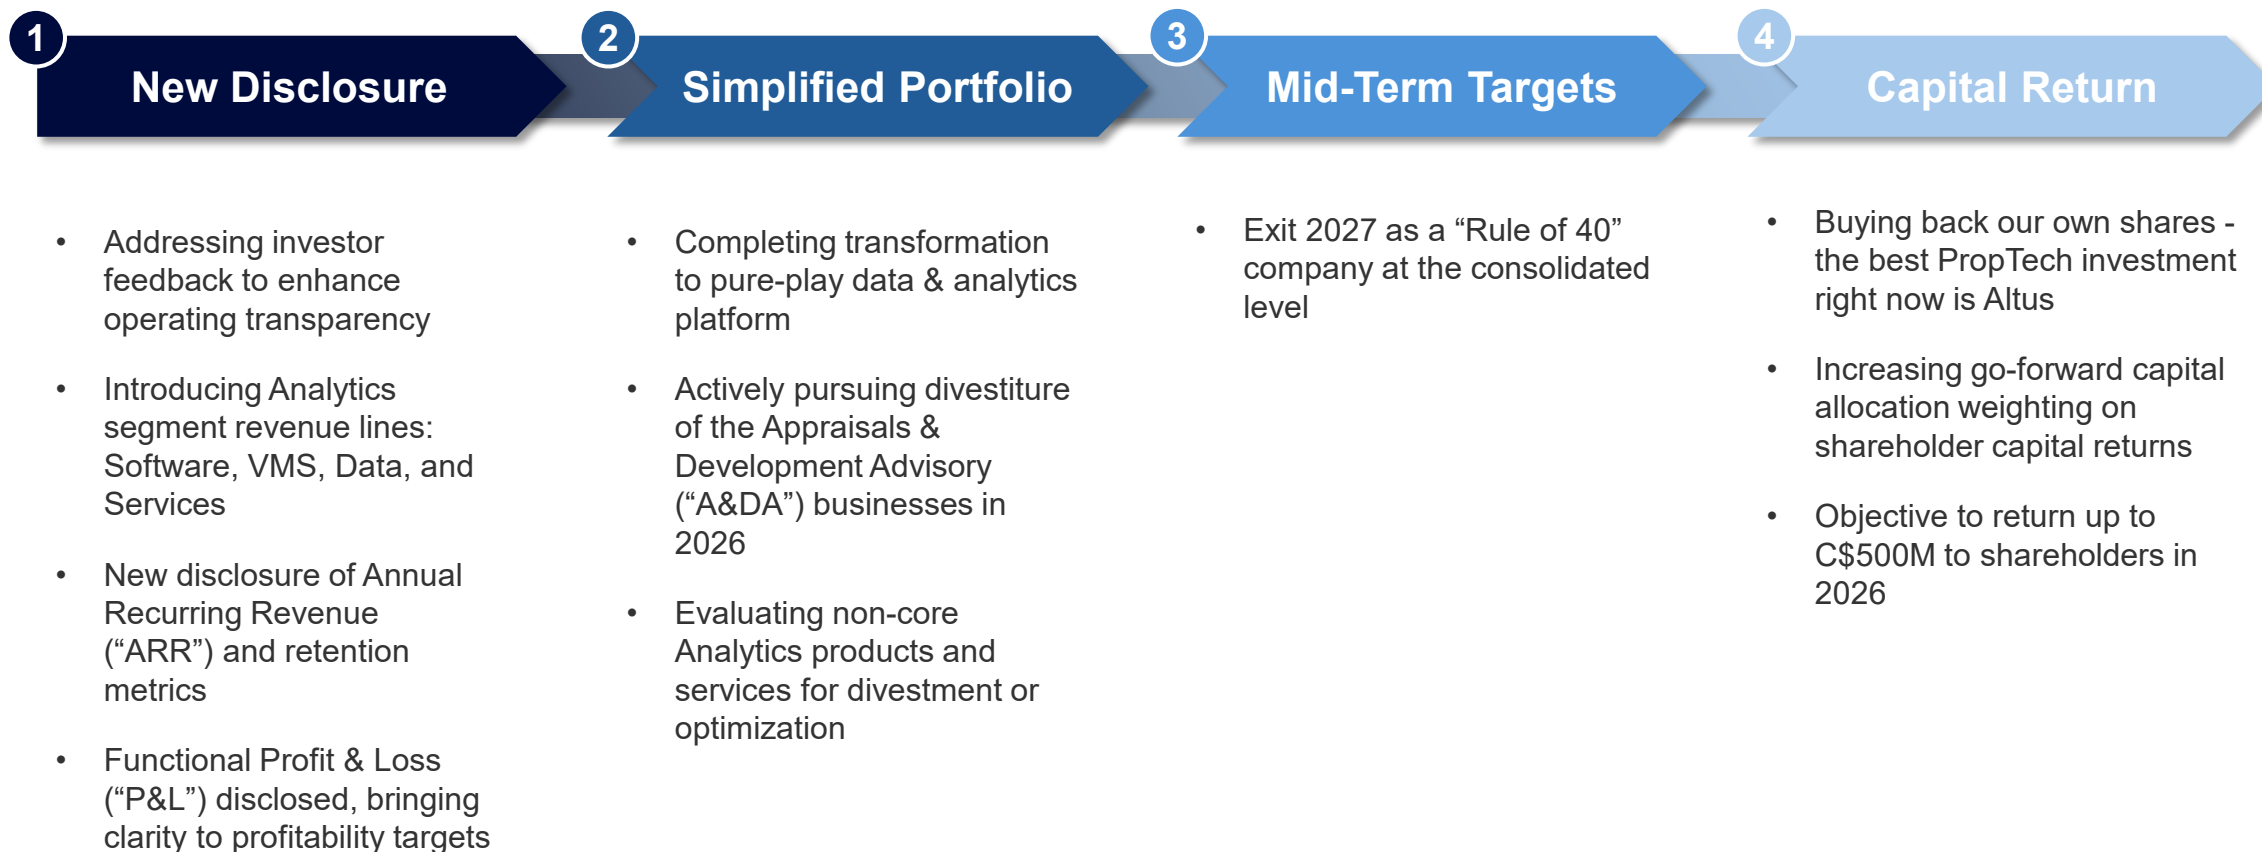 1
New Disclosure
2
Simplified Portfolio
3
Mid-Term Targets
4
Capital Return
• Addressing investor
feedback to enhance
operating transparency
• Introducing Analytics
segment revenue lines:
Software, VMS, Data, and
Services
• New disclosure of Annual
Recurring Revenue
(“ARR”) and retention
metrics
• Functional Profit & Loss
(“P&L”) disclosed, bringing
clarity to profitability targets
• Completing transformation
to pure-play data & analytics
platform
• Actively pursuing divestiture
of the Appraisals &
Development Advisory
(“A&DA”) businesses in
2026
• Evaluating non-core
Analytics products and
services for divestment or
optimization
• Exit 2027 as a “Rule of 40”
company at the consolidated
level
• Buying back our own shares -
the best PropTech investment
right now is Altus
• Increasing go-forward capital
allocation weighting on
shareholder capital returns
• Objective to return up to
C$500M to shareholders in
2026